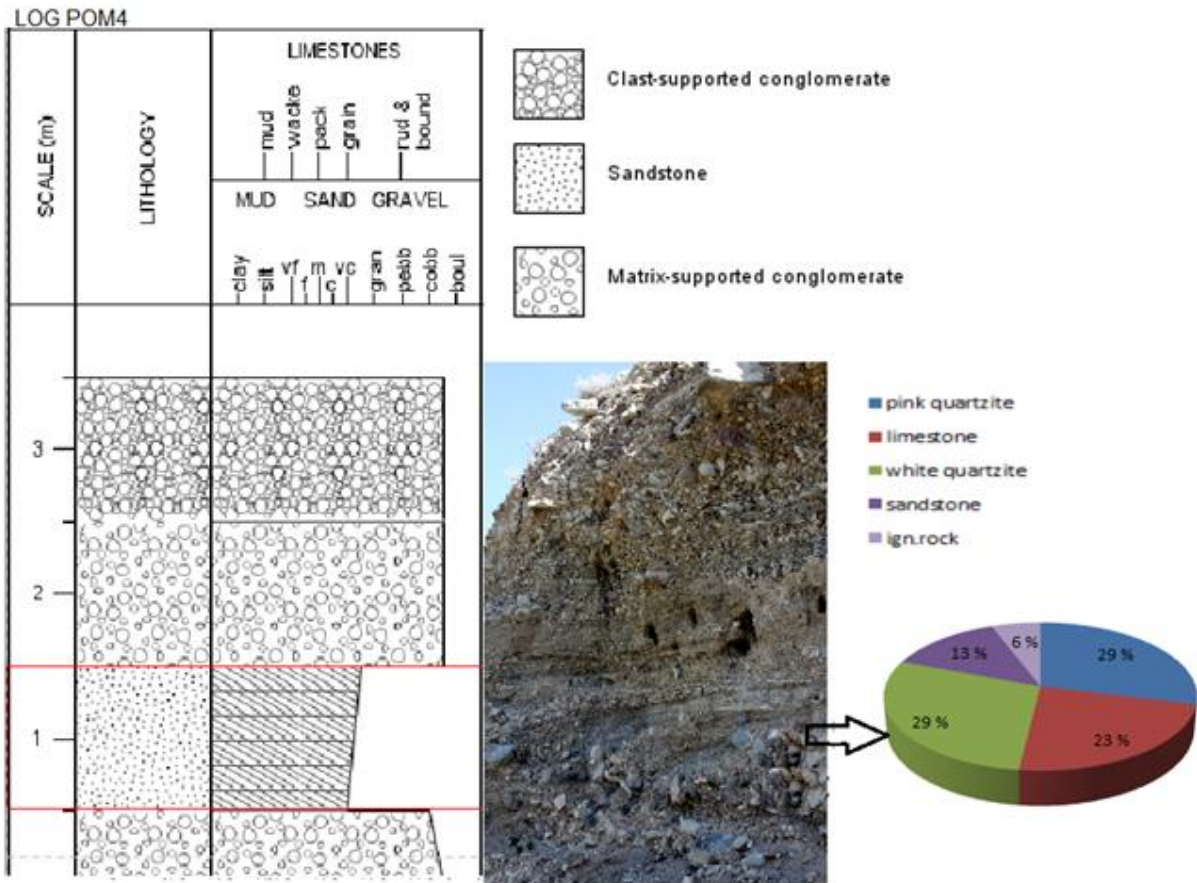 LOG POM4
SCALE (m)
LITHOLOGY
LIMESTONES
mud
wacke
pack
grain
rud &
bound
MUD SAND GRAVEL
clay
silt
vf
f
m
c
vc
gran
pebb
cobb
boul
3
2
1
Clast-supported conglomerate
Sandstone
Matrix-supported conglomerate
pink quartzite
limestone
white quartzite
sandstone
ign.rock
6 %
13 %
29 %
29 %
23 %